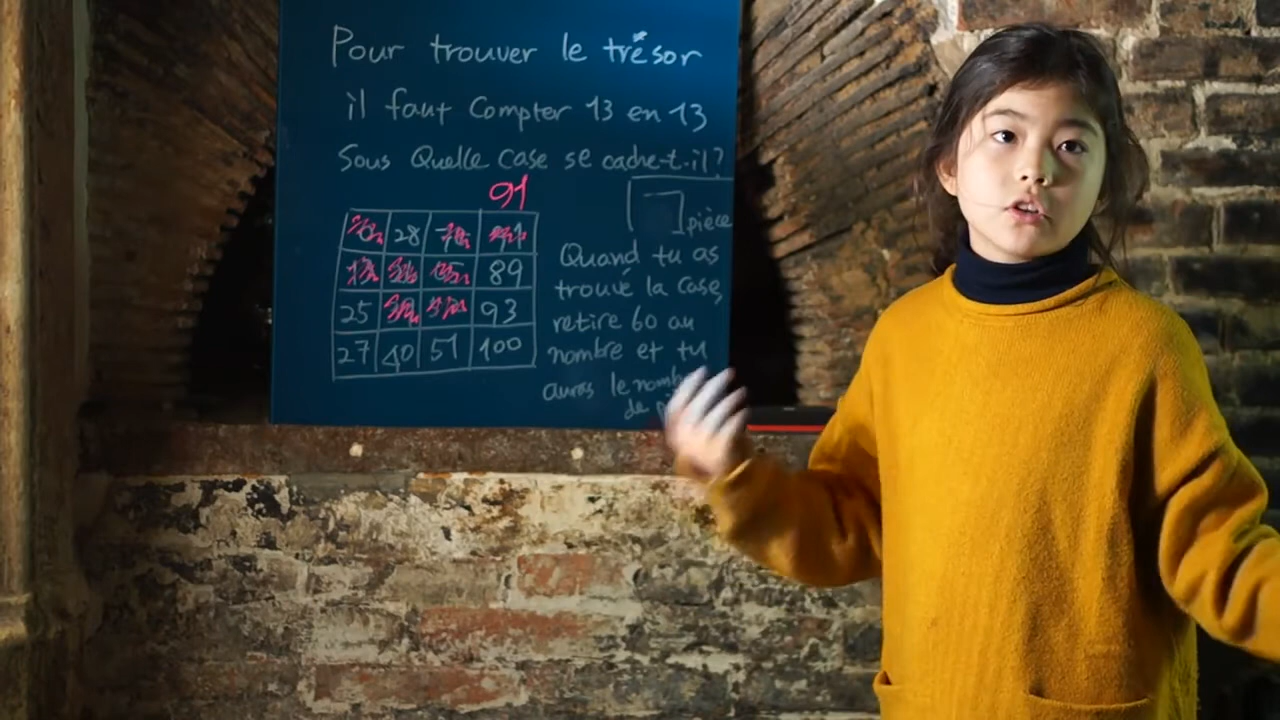 Pour trouver le trésor
il faut Compter 13 en 13
Sous Quelle Case se cache-t-il?
91
28
89
25 93
27 40 51 100
pièce
Quand tu as
trouvé la case
retire 60 au
nombre et tu
auras le
de